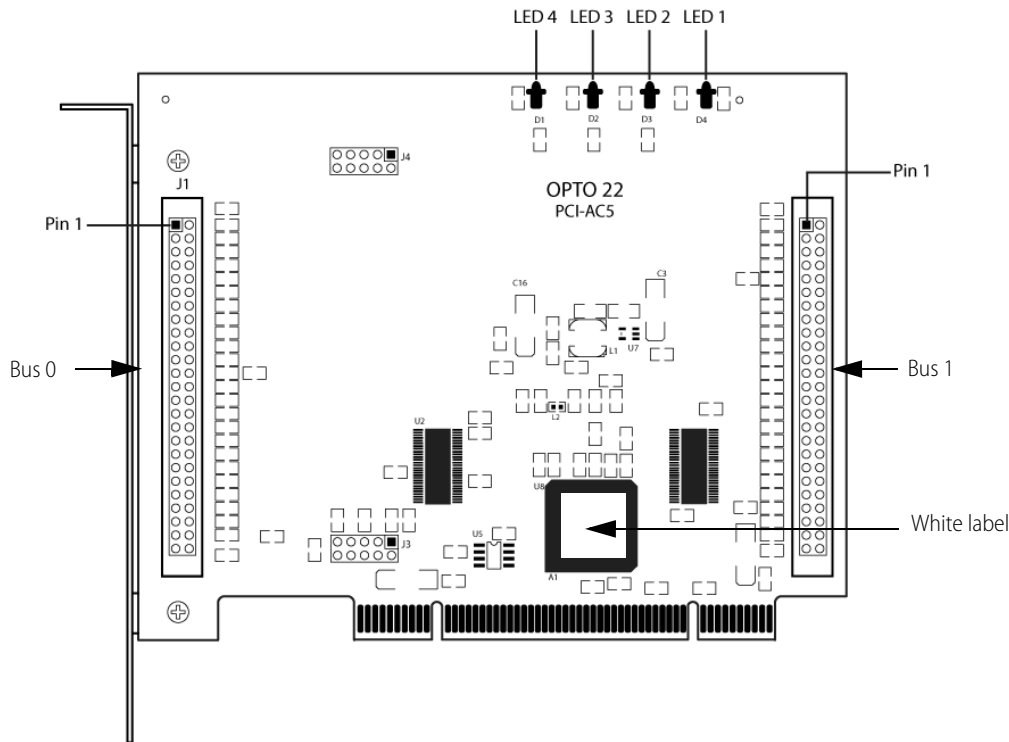 LED 4 LED 3 LED 2 LED 1
D1 D2 D3 D4
J4
J1
OPTO 22
PCI-AC5
Pin 1
Pin 1
C16
C3
L1
U7
Bus 0
Bus 1
L2
U2
U8
White label
U5
J3
A1